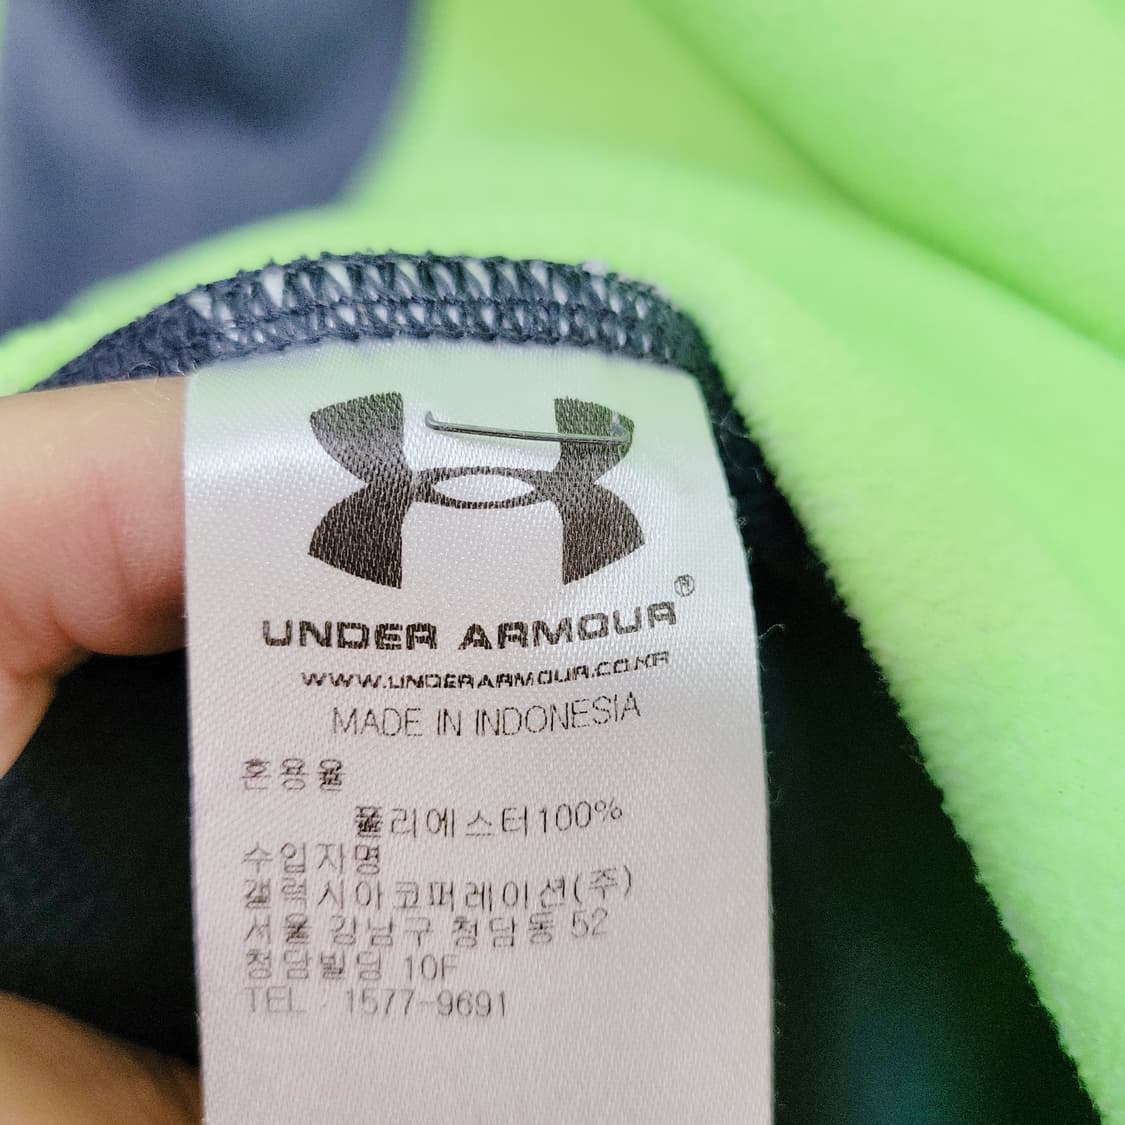 UNDER ARMOUR®
WWW.UNDERARMOUR.CO.KR
MADE IN INDONESIA
혼용율
폴리에스터100%
수입자명
갤럭시아코퍼레이션(주)
서울 강남구 청담동 52
청담빌딩 10F
TEL : 1577-9691